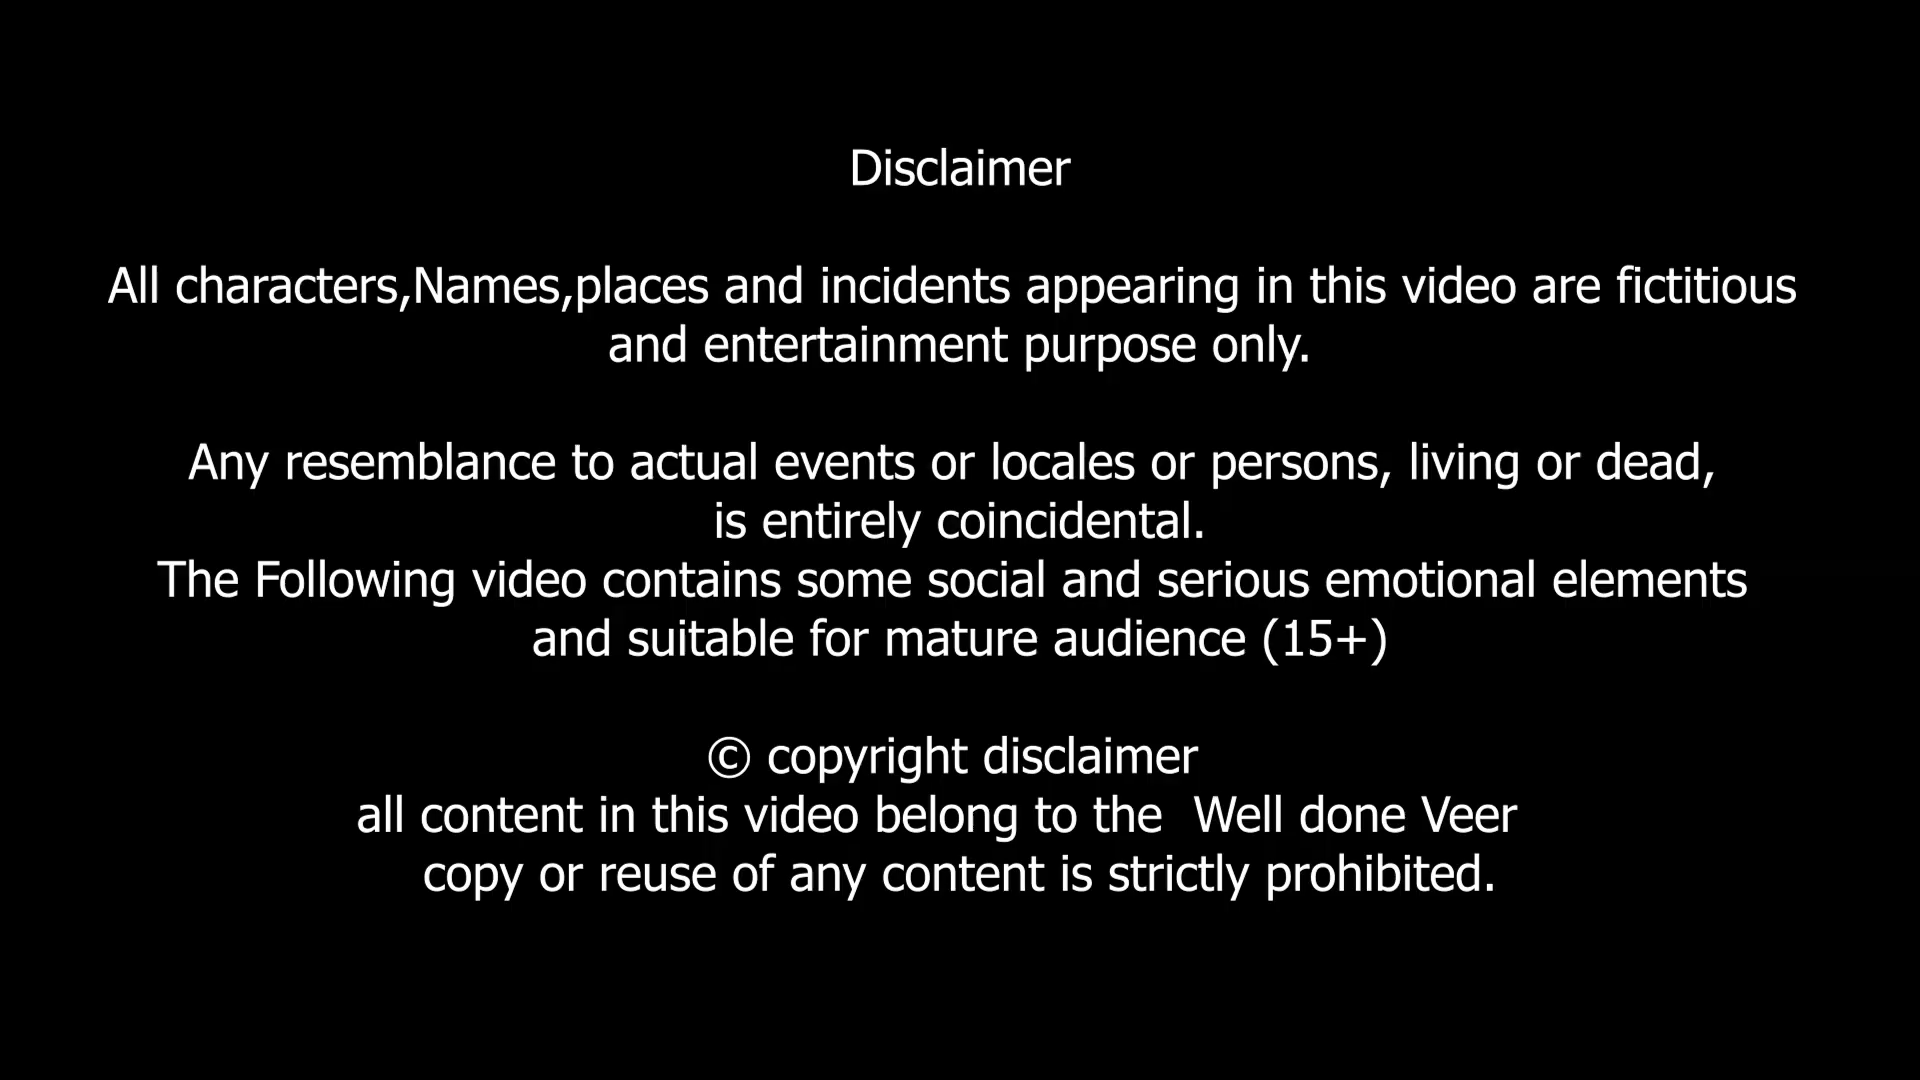 Disclaimer
All characters,Names,places and incidents appearing in this video are fictitious
and entertainment purpose only.
Any resemblance to actual events or locales or persons, living or dead,
is entirely coincidental.
The Following video contains some social and serious emotional elements
and suitable for mature audience (15+)
© copyright disclaimer
all content in this video belong to the  Well done Veer
copy or reuse of any content is strictly prohibited.